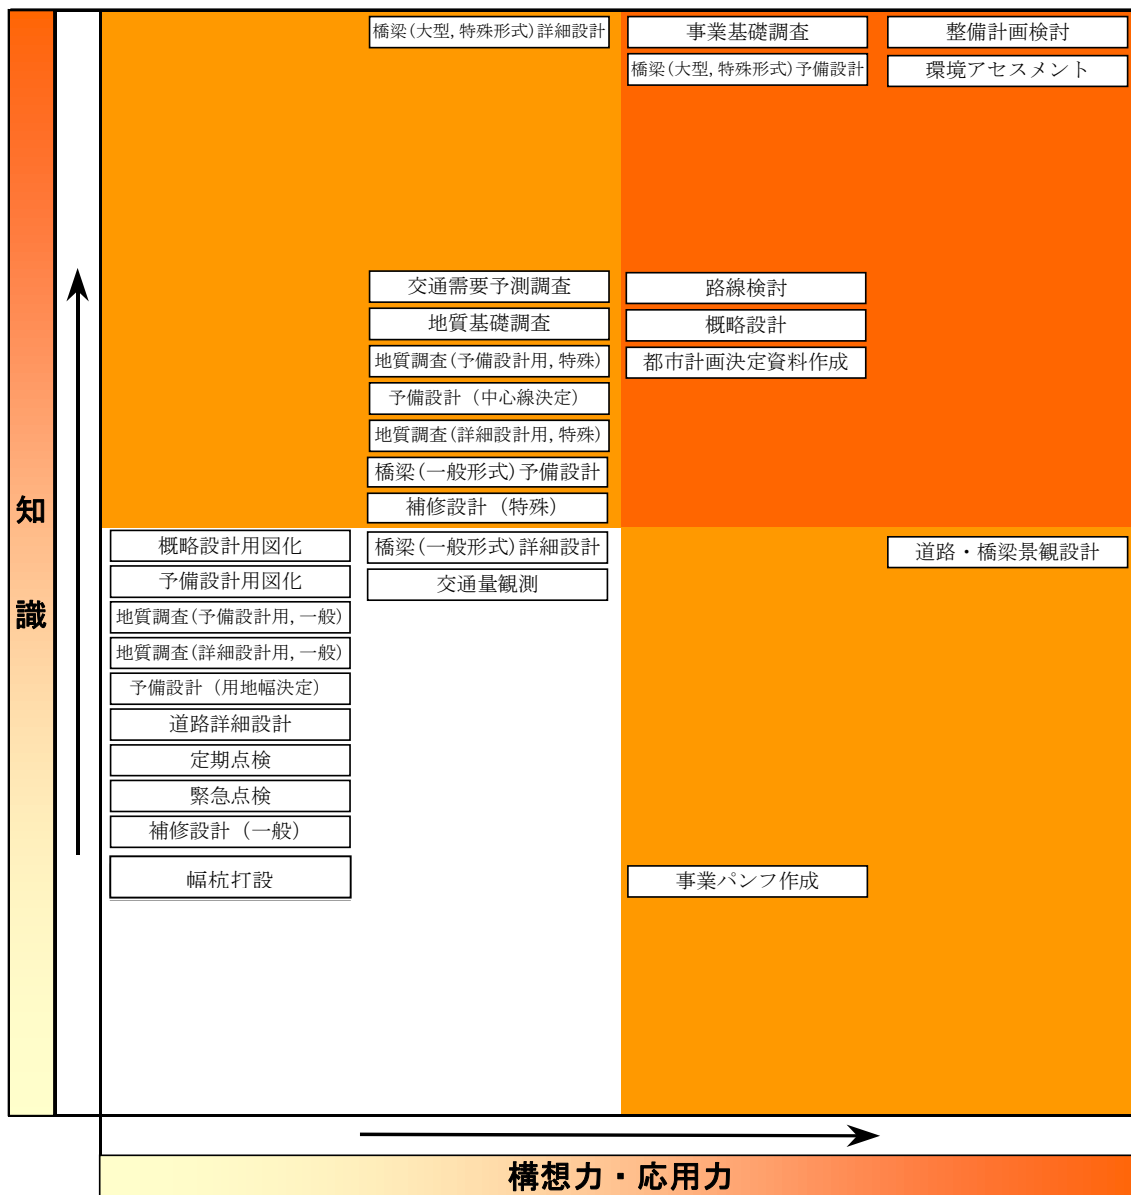 橋梁(大型,特殊形式)詳細設計
事業基礎調査
整備計画検討
橋梁(大型,特殊形式)予備設計
環境アセスメント
交通需要予測調査
路線検討
地質基礎調査
概略設計
地質調査(予備設計用,特殊)
都市計画決定資料作成
予備設計（中心線決定）
地質調査(詳細設計用,特殊)
橋梁(一般形式)予備設計
補修設計（特殊）
知識
概略設計用図化
橋梁(一般形式)詳細設計
道路・橋梁景観設計
予備設計用図化
交通量観測
地質調査(予備設計用,一般)
地質調査(詳細設計用,一般)
予備設計（用地幅決定）
道路詳細設計
定期点検
緊急点検
補修設計（一般）
幅杭打設
事業パンフ作成
構想力・応用力